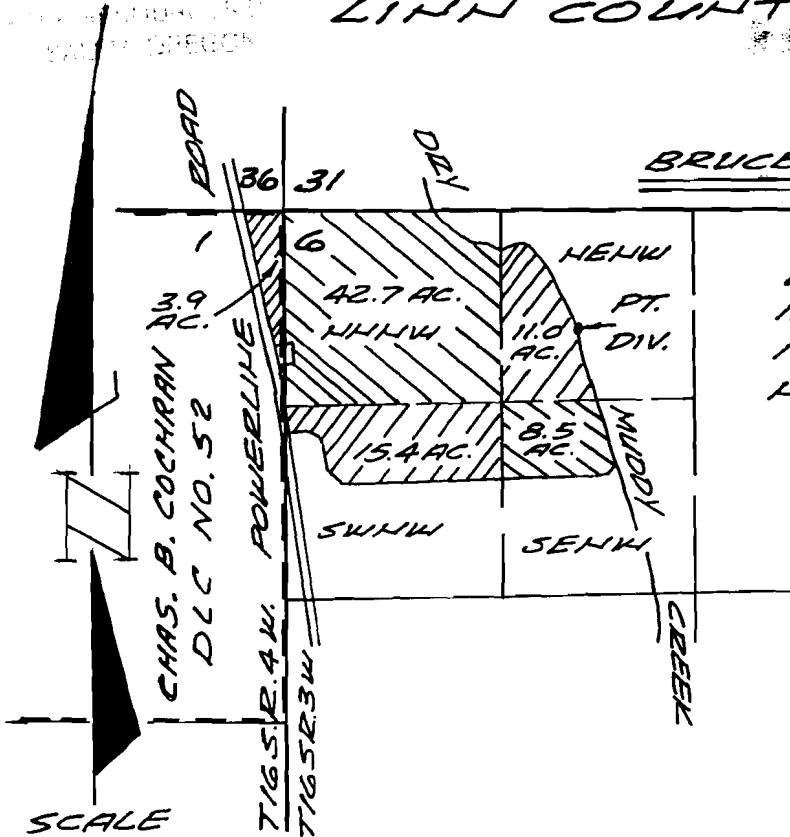 OREGON
LINN COUNT
ROAD
36 31
DRY
BRUCE
1
6
NENW
3.9
AC.
42.7 AC.
NWNW
11.0
AC.
PT.
DIV.
CHAS. B. COCHRAN
DLC NO. 52
POWERLINE
15.4 AC.
8.5
AC.
MUDDY
SWNW
SENW
CREEK
T16S.R.4W.
T16SR3W
SCALE